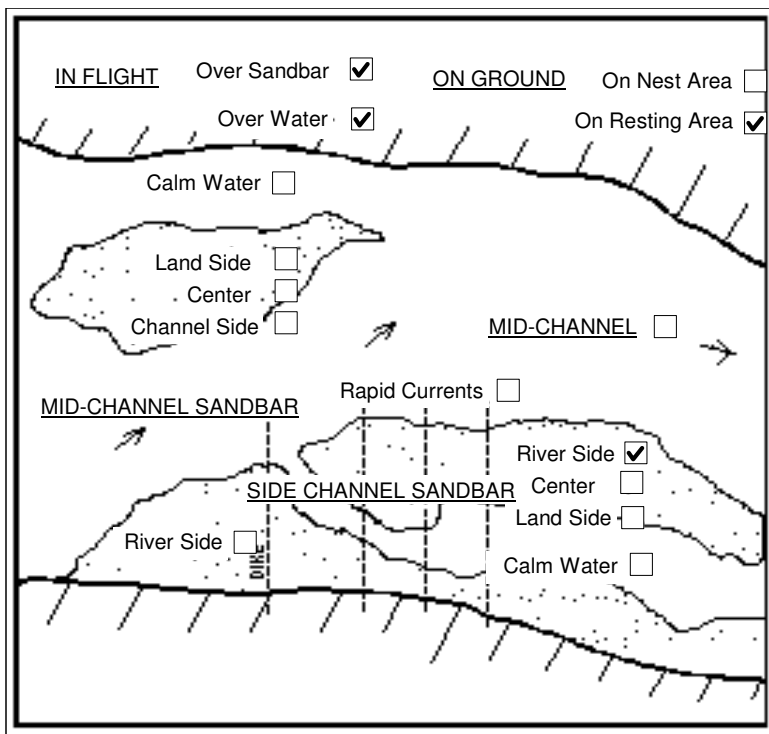 IN FLIGHT
Over Sandbar
ON GROUND
On Nest Area
Over Water
On Resting Area
Calm Water
Land Side
Center
Channel Side
MID-CHANNEL
Rapid Currents
MID-CHANNEL SANDBAR
River Side
SIDE CHANNEL SANDBAR
Center
Land Side
River Side
DIKE
Calm Water